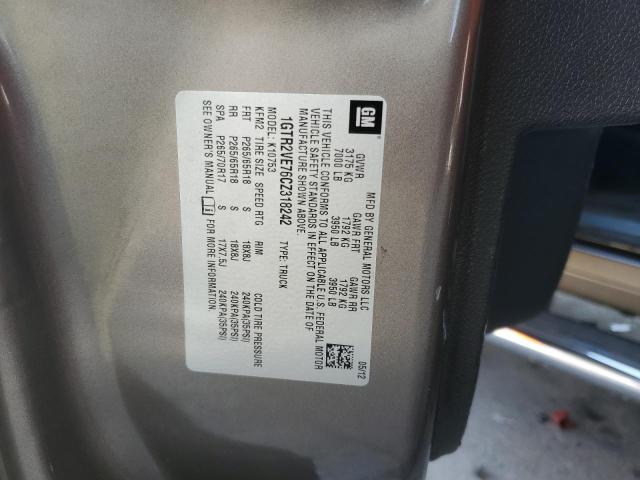 GM
MFD BY GENERAL MOTORS LLC 05/12
GVWR GAWR FRT GAWR RR
3175 KG 1792 KG 1792 KG
7000 LB 3950 LB 3950 LB
THIS VEHICLE CONFORMS TO ALL APPLICABLE U.S. FEDERAL MOTOR
VEHICLE SAFETY STANDARDS IN EFFECT ON THE DATE OF
MANUFACTURE SHOWN ABOVE.
1GTR2VE76CZ318242 TYPE: TRUCK
MODEL: K10753
KFM2 TIRE SIZE SPEED RTG RIM COLD TIRE PRESSURE
FRT P265/65R18 S 18X8J 240KPA(35PSI)
RR P265/65R18 S 18X8J 240KPA(35PSI)
SPA P265/70R17 S 17X7.5J 240KPA(35PSI)
SEE OWNER'S MANUAL FOR MORE INFORMATION.